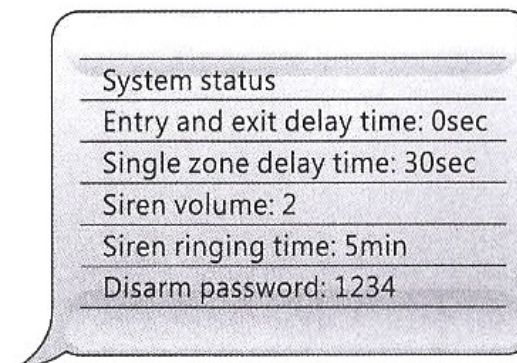 System status
Entry and exit delay time: 0sec
Single zone delay time: 30sec
Siren volume: 2
Siren ringing time: 5min
Disarm password: 1234